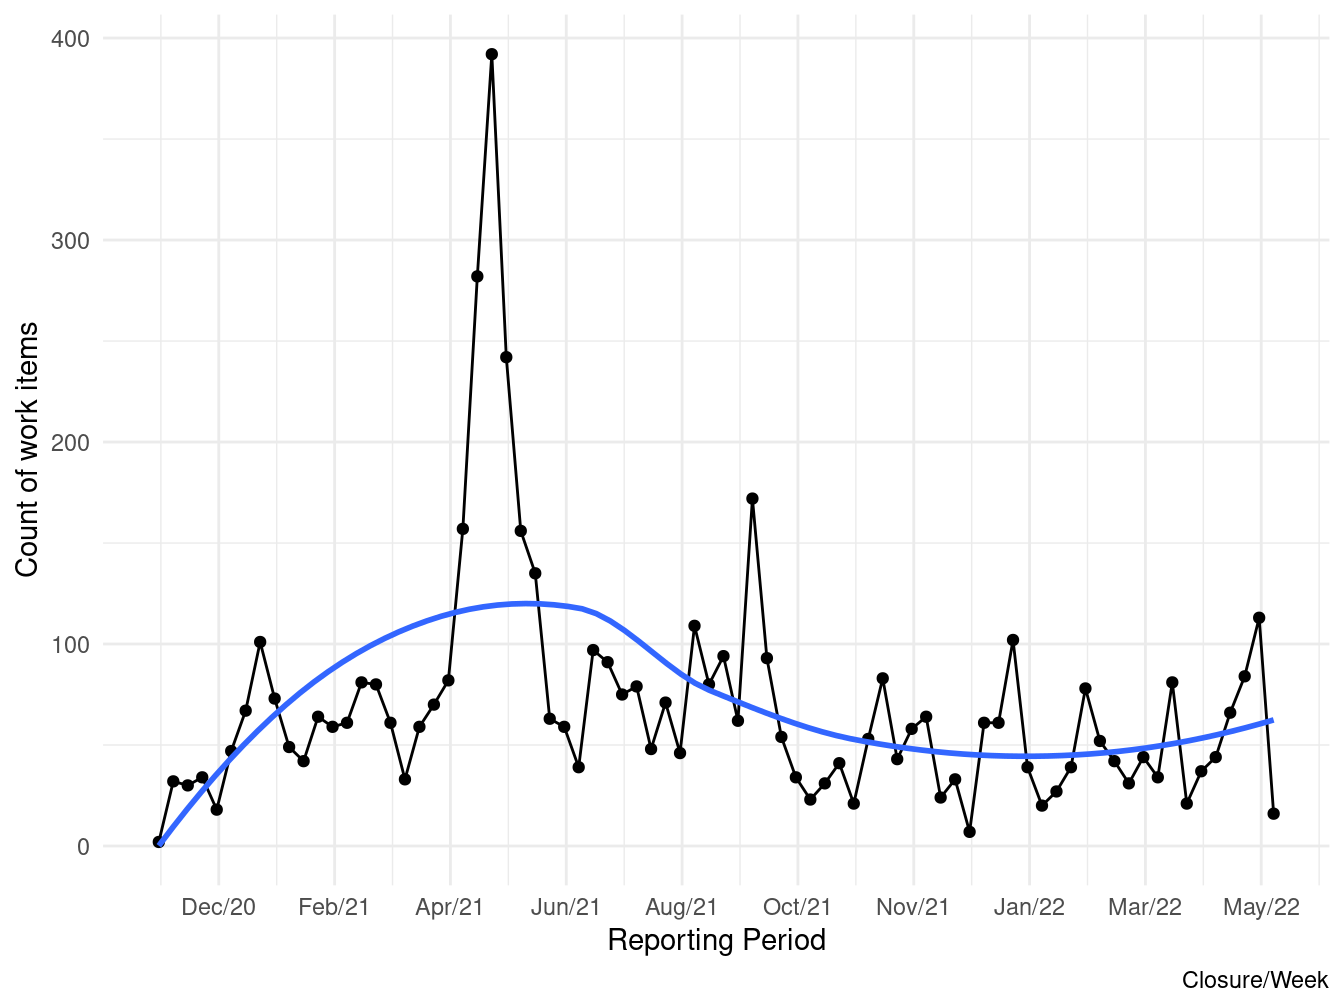 400
300
200
100
0
Count of work items
Dec/20 Feb/21 Apr/21 Jun/21 Aug/21 Oct/21 Nov/21 Jan/22 Mar/22 May/22
Reporting Period
Closure/Week